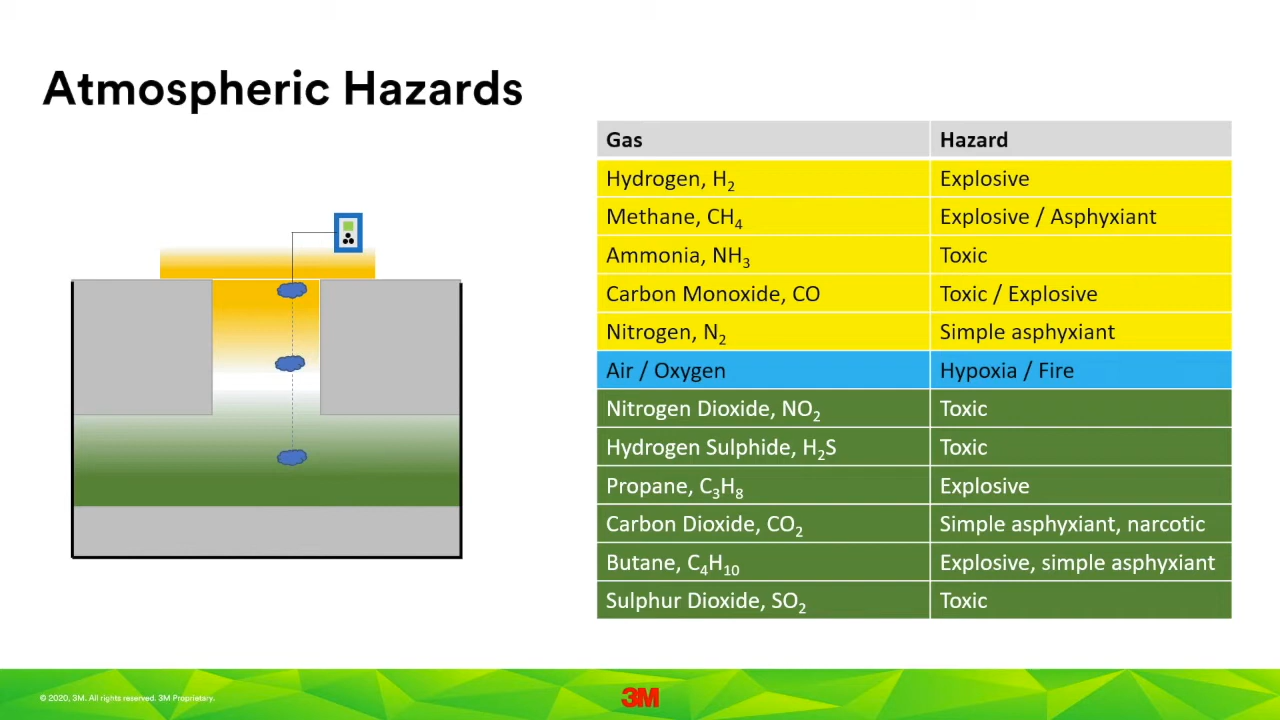 Atmospheric Hazards
Gas Hazard
Hydrogen, H₂ Explosive
Methane, CH₄ Explosive / Asphyxiant
Ammonia, NH₃ Toxic
Carbon Monoxide, CO Toxic / Explosive
Nitrogen, N₂ Simple asphyxiant
Air / Oxygen Hypoxia / Fire
Nitrogen Dioxide, NO₂ Toxic
Hydrogen Sulphide, H₂S Toxic
Propane, C₃H₈ Explosive
Carbon Dioxide, CO₂ Simple asphyxiant, narcotic
Butane, C₄H₁₀ Explosive, simple asphyxiant
Sulphur Dioxide, SO₂ Toxic
© 2020, 3M. All rights reserved. 3M Proprietary.
3M